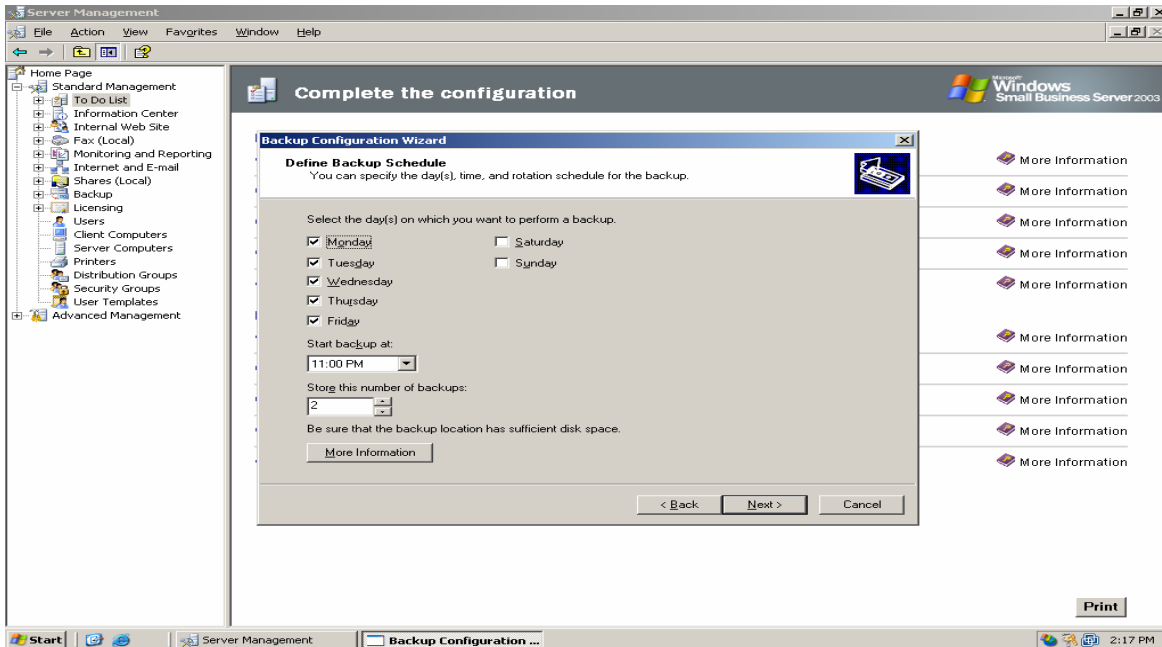 Server Management
File Action View Favorites Window Help
Home Page
Standard Management
To Do List
Information Center
Internal Web Site
Fax (Local)
Monitoring and Reporting
Internet and E-mail
Shares (Local)
Backup
Licensing
Users
Client Computers
Server Computers
Printers
Distribution Groups
Security Groups
User Templates
Advanced Management
Complete the configuration
Microsoft
Windows
Small Business Server 2003
More Information
More Information
More Information
More Information
More Information
More Information
More Information
More Information
More Information
More Information
Print
Backup Configuration Wizard
Define Backup Schedule
You can specify the day(s), time, and rotation schedule for the backup.
Select the day(s) on which you want to perform a backup.
Monday
Tuesday
Wednesday
Thursday
Friday
Saturday
Sunday
Start backup at:
11:00 PM
Store this number of backups:
2
Be sure that the backup location has sufficient disk space.
More Information
< Back
Next >
Cancel
Start
Server Management
Backup Configuration ...
2:17 PM